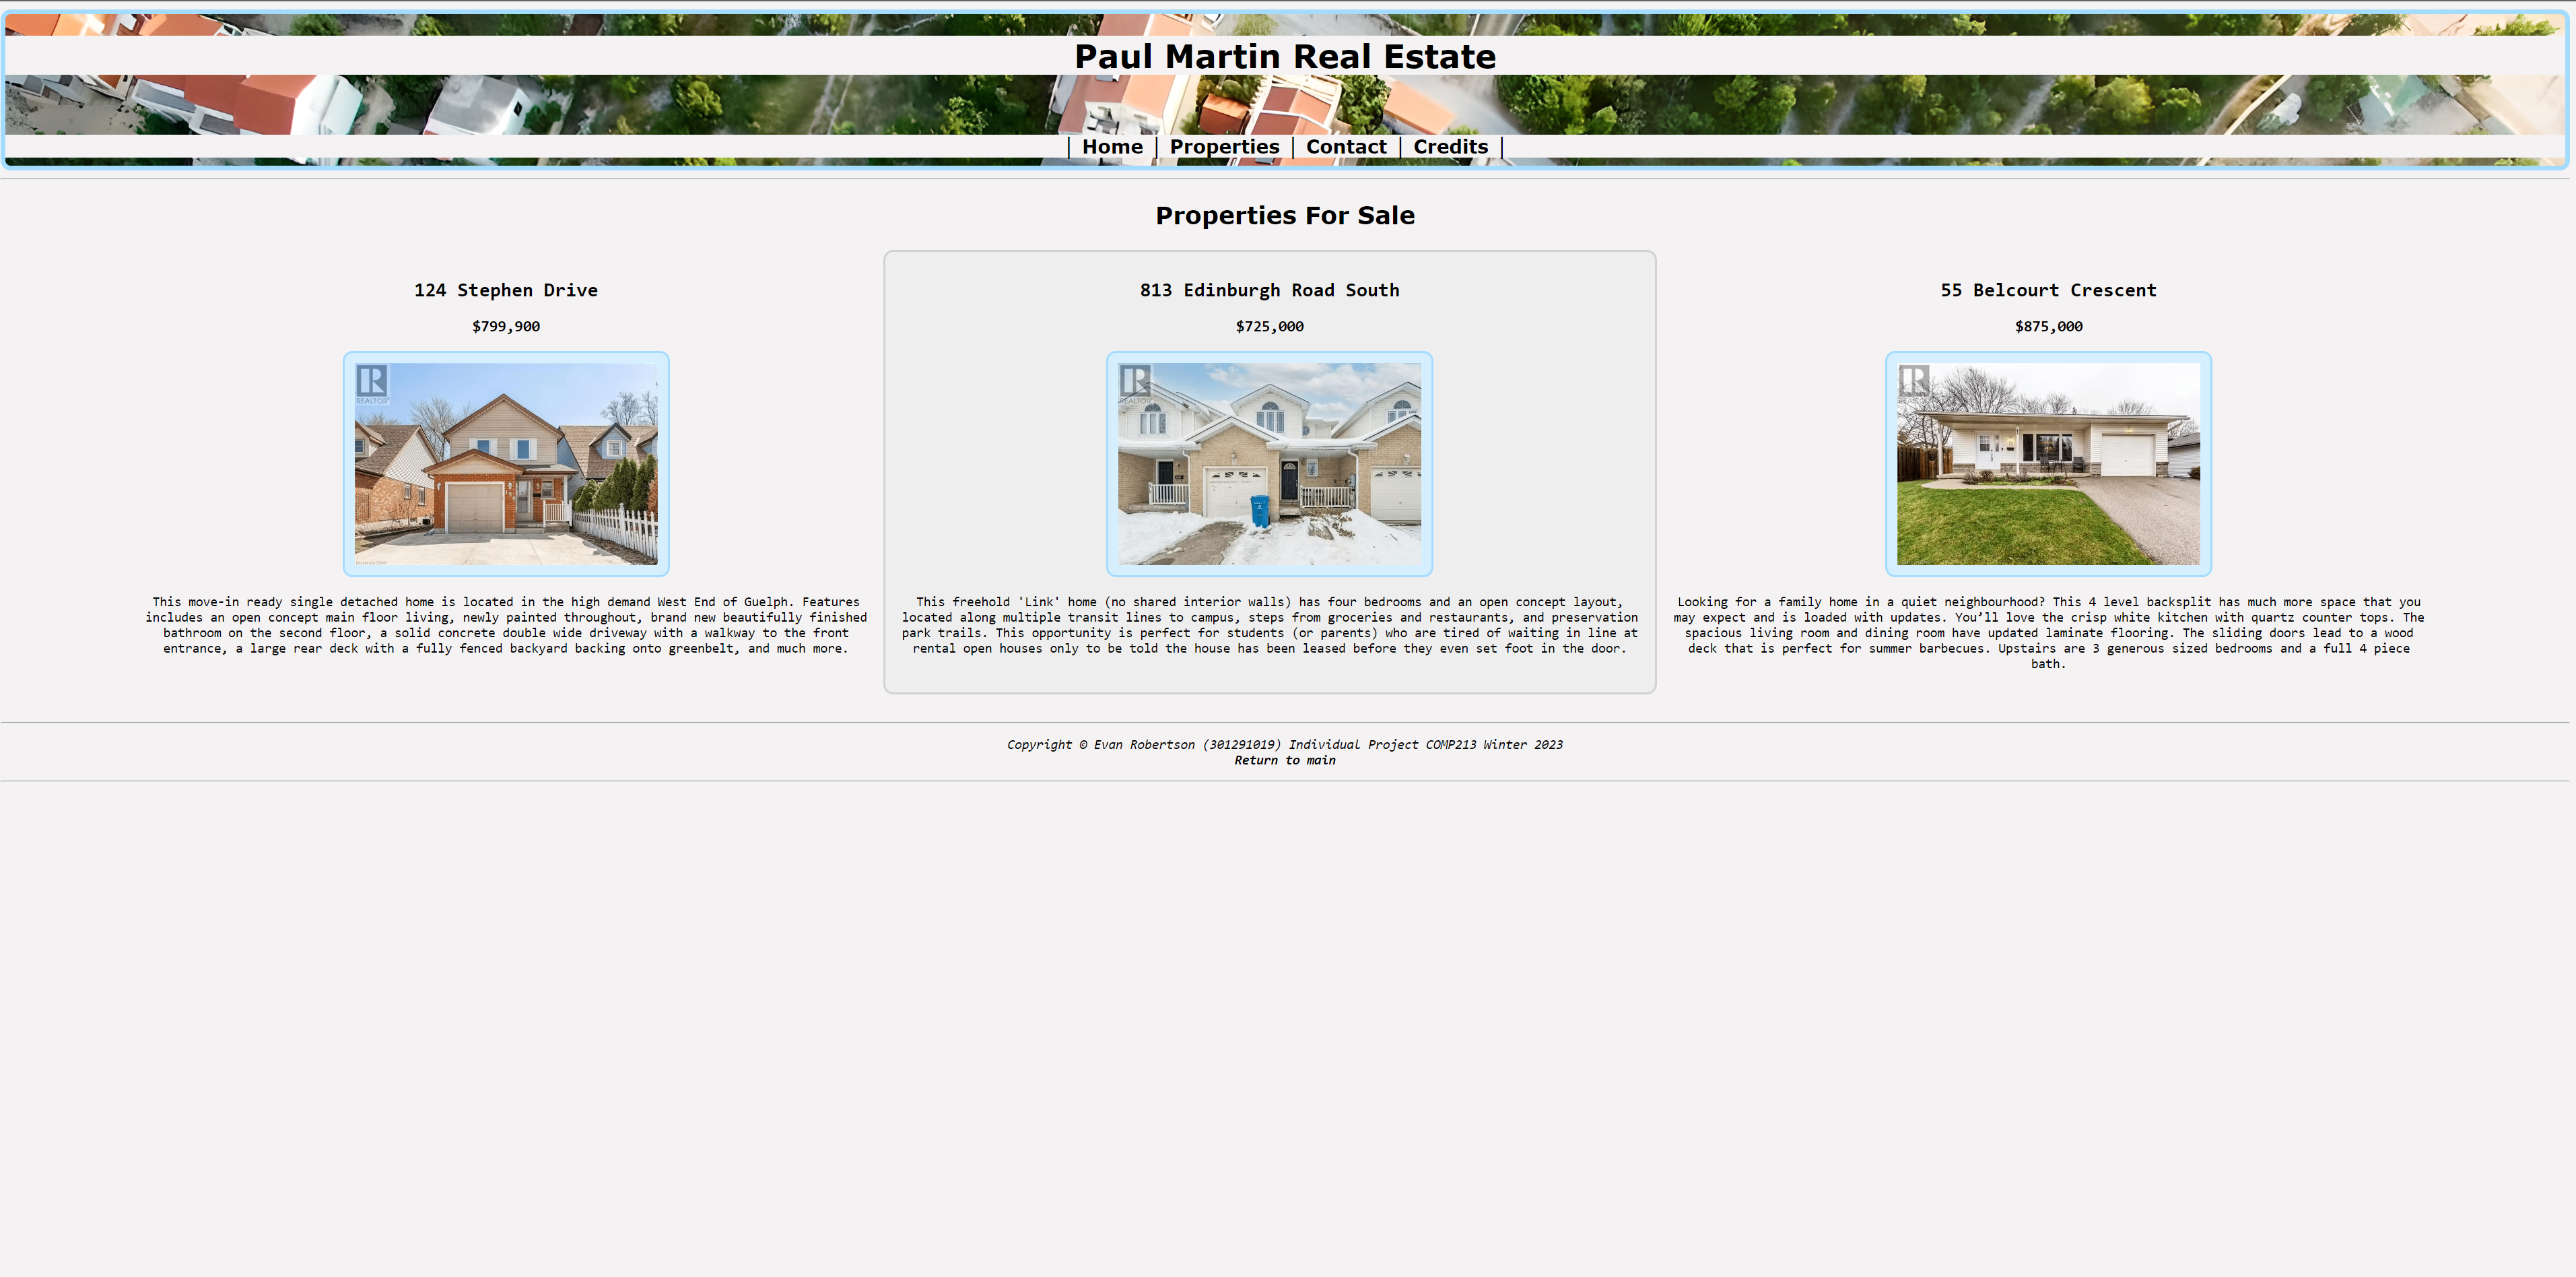 Paul Martin Real Estate
| Home | Properties | Contact | Credits |
Properties For Sale
124 Stephen Drive
$799,900
REALTOR
This move-in ready single detached home is located in the high demand West End of Guelph. Features
includes an open concept main floor living, newly painted throughout, brand new beautifully finished
bathroom on the second floor, a solid concrete double wide driveway with a walkway to the front
entrance, a large rear deck with a fully fenced backyard backing onto greenbelt, and much more.
813 Edinburgh Road South
$725,000
REALTOR
This freehold 'Link' home (no shared interior walls) has four bedrooms and an open concept layout,
located along multiple transit lines to campus, steps from groceries and restaurants, and preservation
park trails. This opportunity is perfect for students (or parents) who are tired of waiting in line at
rental open houses only to be told the house has been leased before they even set foot in the door.
55 Belcourt Crescent
$875,000
REALTOR
Looking for a family home in a quiet neighbourhood? This 4 level backsplit has much more space that you
may expect and is loaded with updates. You’ll love the crisp white kitchen with quartz counter tops. The
spacious living room and dining room have updated laminate flooring. The sliding doors lead to a wood
deck that is perfect for summer barbecues. Upstairs are 3 generous sized bedrooms and a full 4 piece
bath.
Copyright © Evan Robertson (301291019) Individual Project COMP213 Winter 2023
Return to main